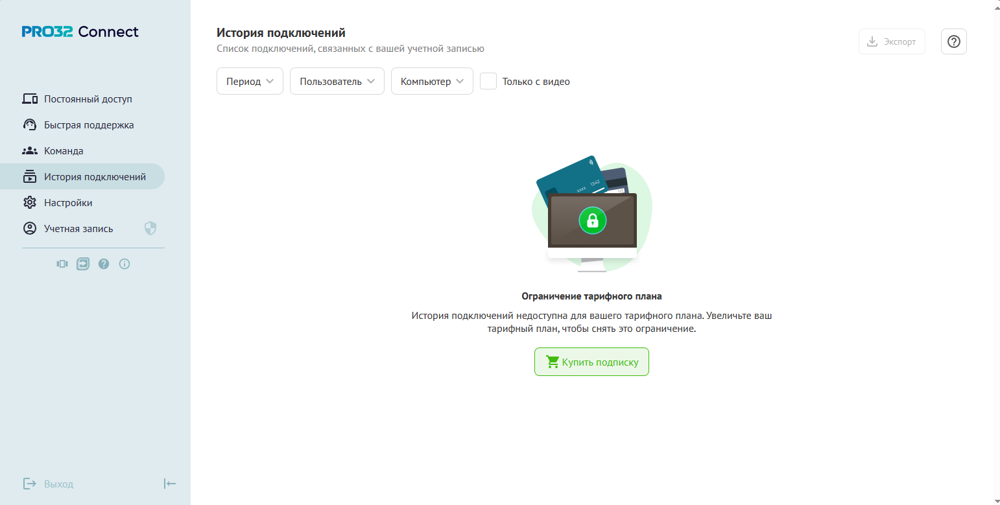 PRO32 Connect
Постоянный доступ
Быстрая поддержка
Команда
История подключений
Настройки
Учетная запись
Выход
История подключений
Список подключений, связанных с вашей учетной записью
Экспорт
Период
Пользователь
Компьютер
Только с видео
xxxx 1342
Ограничение тарифного плана
История подключений недоступна для вашего тарифного плана. Увеличьте ваш
тарифный план, чтобы снять это ограничение.
Купить подписку